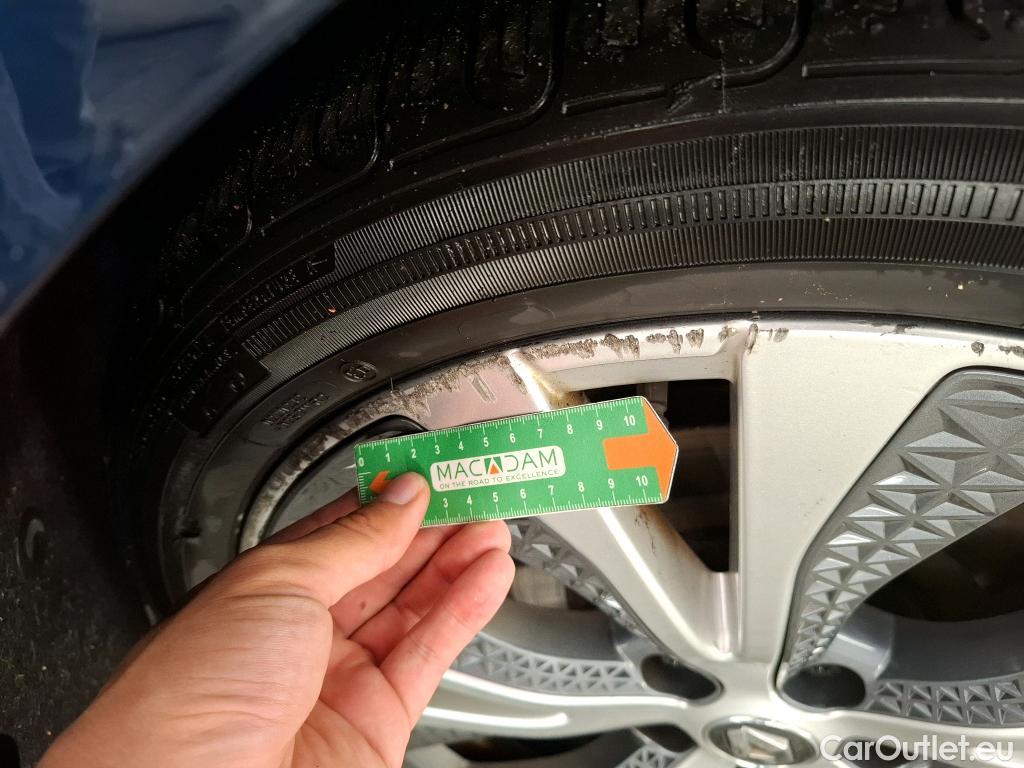 TEMPERATURE
0 1 2 3 4 5 6 7 8 9 10
MACADAM
ON THE ROAD TO EXCELLENCE
3 4 5 6 7 8 9 10
CarOutlet.eu